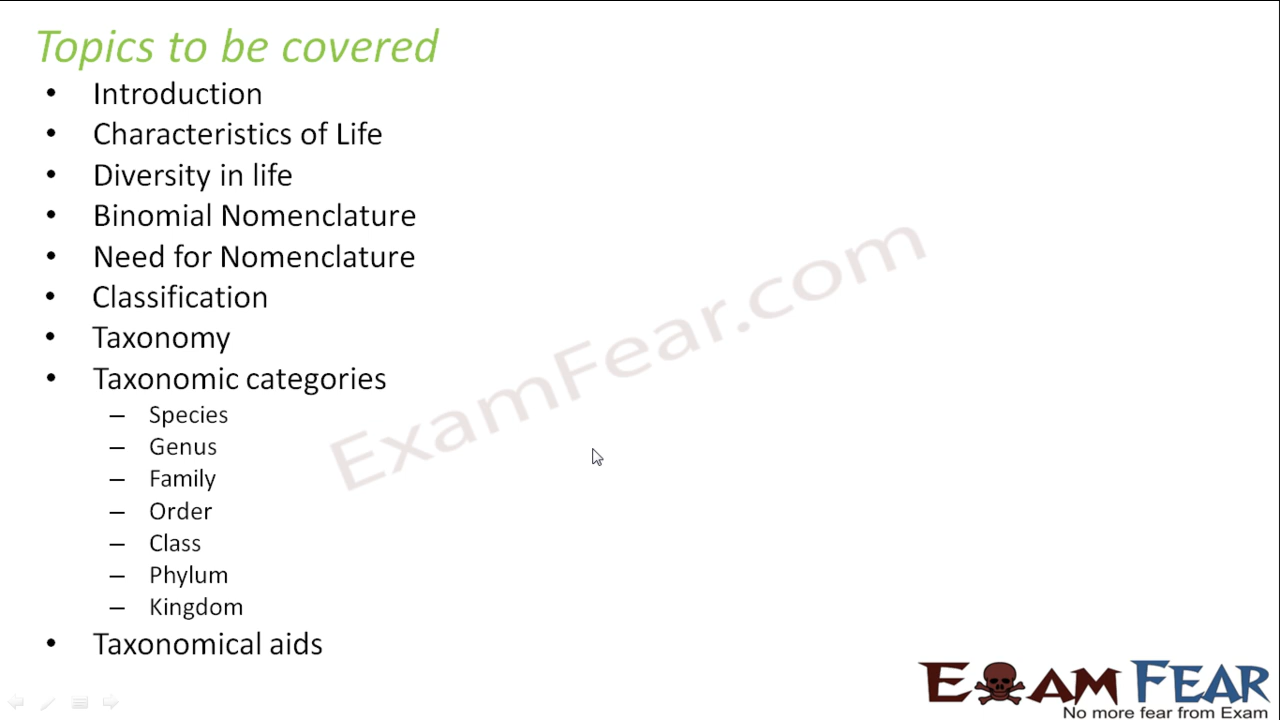 Topics to be covered
• Introduction
• Characteristics of Life
• Diversity in life
• Binomial Nomenclature
• Need for Nomenclature
• Classification
• Taxonomy
• Taxonomic categories
– Species
– Genus
– Family
– Order
– Class
– Phylum
– Kingdom
• Taxonomical aids
ExamFear.com
EXAM FEAR
No more fear from Exam